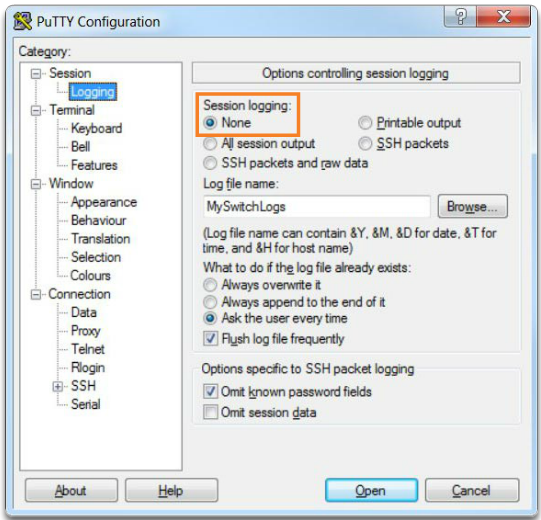 PuTTY Configuration
Category:
Session
Logging
Terminal
Keyboard
Bell
Features
Window
Appearance
Behaviour
Translation
Selection
Colours
Connection
Data
Proxy
Telnet
Rlogin
SSH
Serial
Options controlling session logging
Session logging:
None
Printable output
All session output
SSH packets
SSH packets and raw data
Log file name:
MySwitchLogs
Browse...
(Log file name can contain &Y, &M, &D for date, &T for
time, and &H for host name)
What to do if the log file already exists:
Always overwrite it
Always append to the end of it
Ask the user every time
Flush log file frequently
Options specific to SSH packet logging
Omit known password fields
Omit session data
About
Help
Open
Cancel